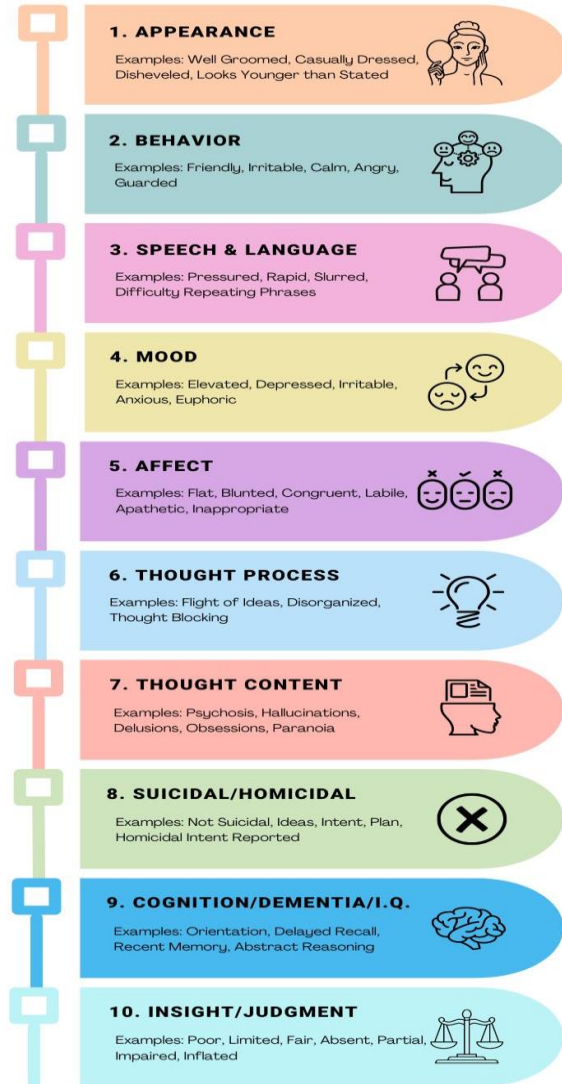 1. APPEARANCE
Examples: Well Groomed, Casually Dressed,
Disheveled, Looks Younger than Stated
2. BEHAVIOR
Examples: Friendly, Irritable, Calm, Angry,
Guarded
3. SPEECH & LANGUAGE
Examples: Pressured, Rapid, Slurred,
Difficulty Repeating Phrases
4. MOOD
Examples: Elevated, Depressed, Irritable,
Anxious, Euphoric
5. AFFECT
Examples: Flat, Blunted, Congruent, Labile,
Apathetic, Inappropriate
6. THOUGHT PROCESS
Examples: Flight of Ideas, Disorganized,
Thought Blocking
7. THOUGHT CONTENT
Examples: Psychosis, Hallucinations,
Delusions, Obsessions, Paranoia
8. SUICIDAL/HOMICIDAL
Examples: Not Suicidal, Ideas, Intent, Plan,
Homicidal Intent Reported
9. COGNITION/DEMENTIA/I.Q.
Examples: Orientation, Delayed Recall,
Recent Memory, Abstract Reasoning
10. INSIGHT/JUDGMENT
Examples: Poor, Limited, Fair, Absent, Partial,
Impaired, Inflated